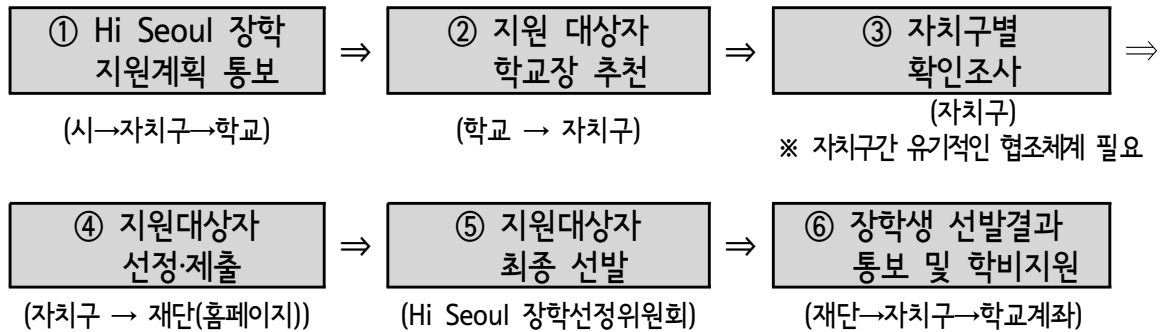 ① Hi Seoul 장학
지원계획 통보
⇒
② 지원 대상자
학교장 추천
⇒
③ 자치구별
확인조사
⇒
(시→자치구→학교)
(학교 → 자치구)
(자치구)
※ 자치구간 유기적인 협조체계 필요
④ 지원대상자
선정·제출
⇒
⑤ 지원대상자
최종 선발
⇒
⑥ 장학생 선발결과
통보 및 학비지원
(자치구 → 재단(홈페이지))
(Hi Seoul 장학선정위원회)
(재단→자치구→학교계좌)